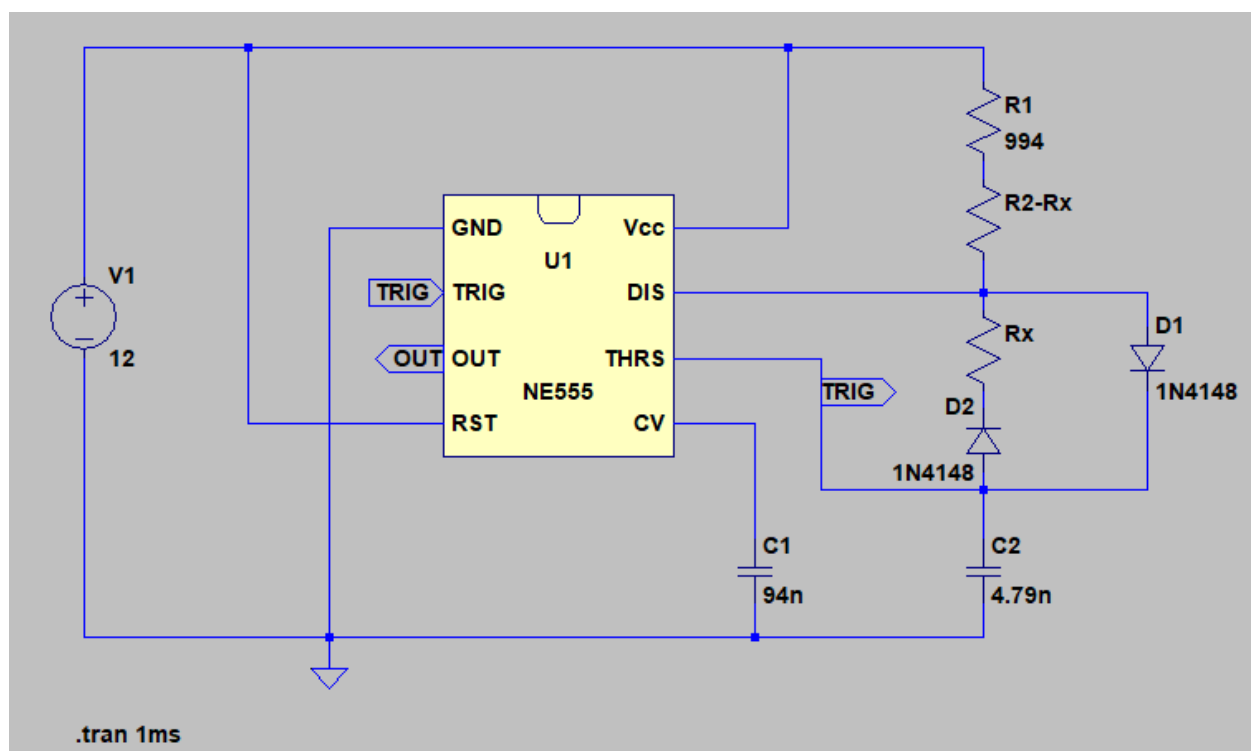 R1
994
R2-Rx
GND
Vcc
U1
V1
TRIG
TRIG
DIS
D1
Rx
12
OUT
OUT
THRS
1N4148
NE555
TRIG
D2
RST
CV
1N4148
C1
C2
94n
4.79n
.tran 1ms